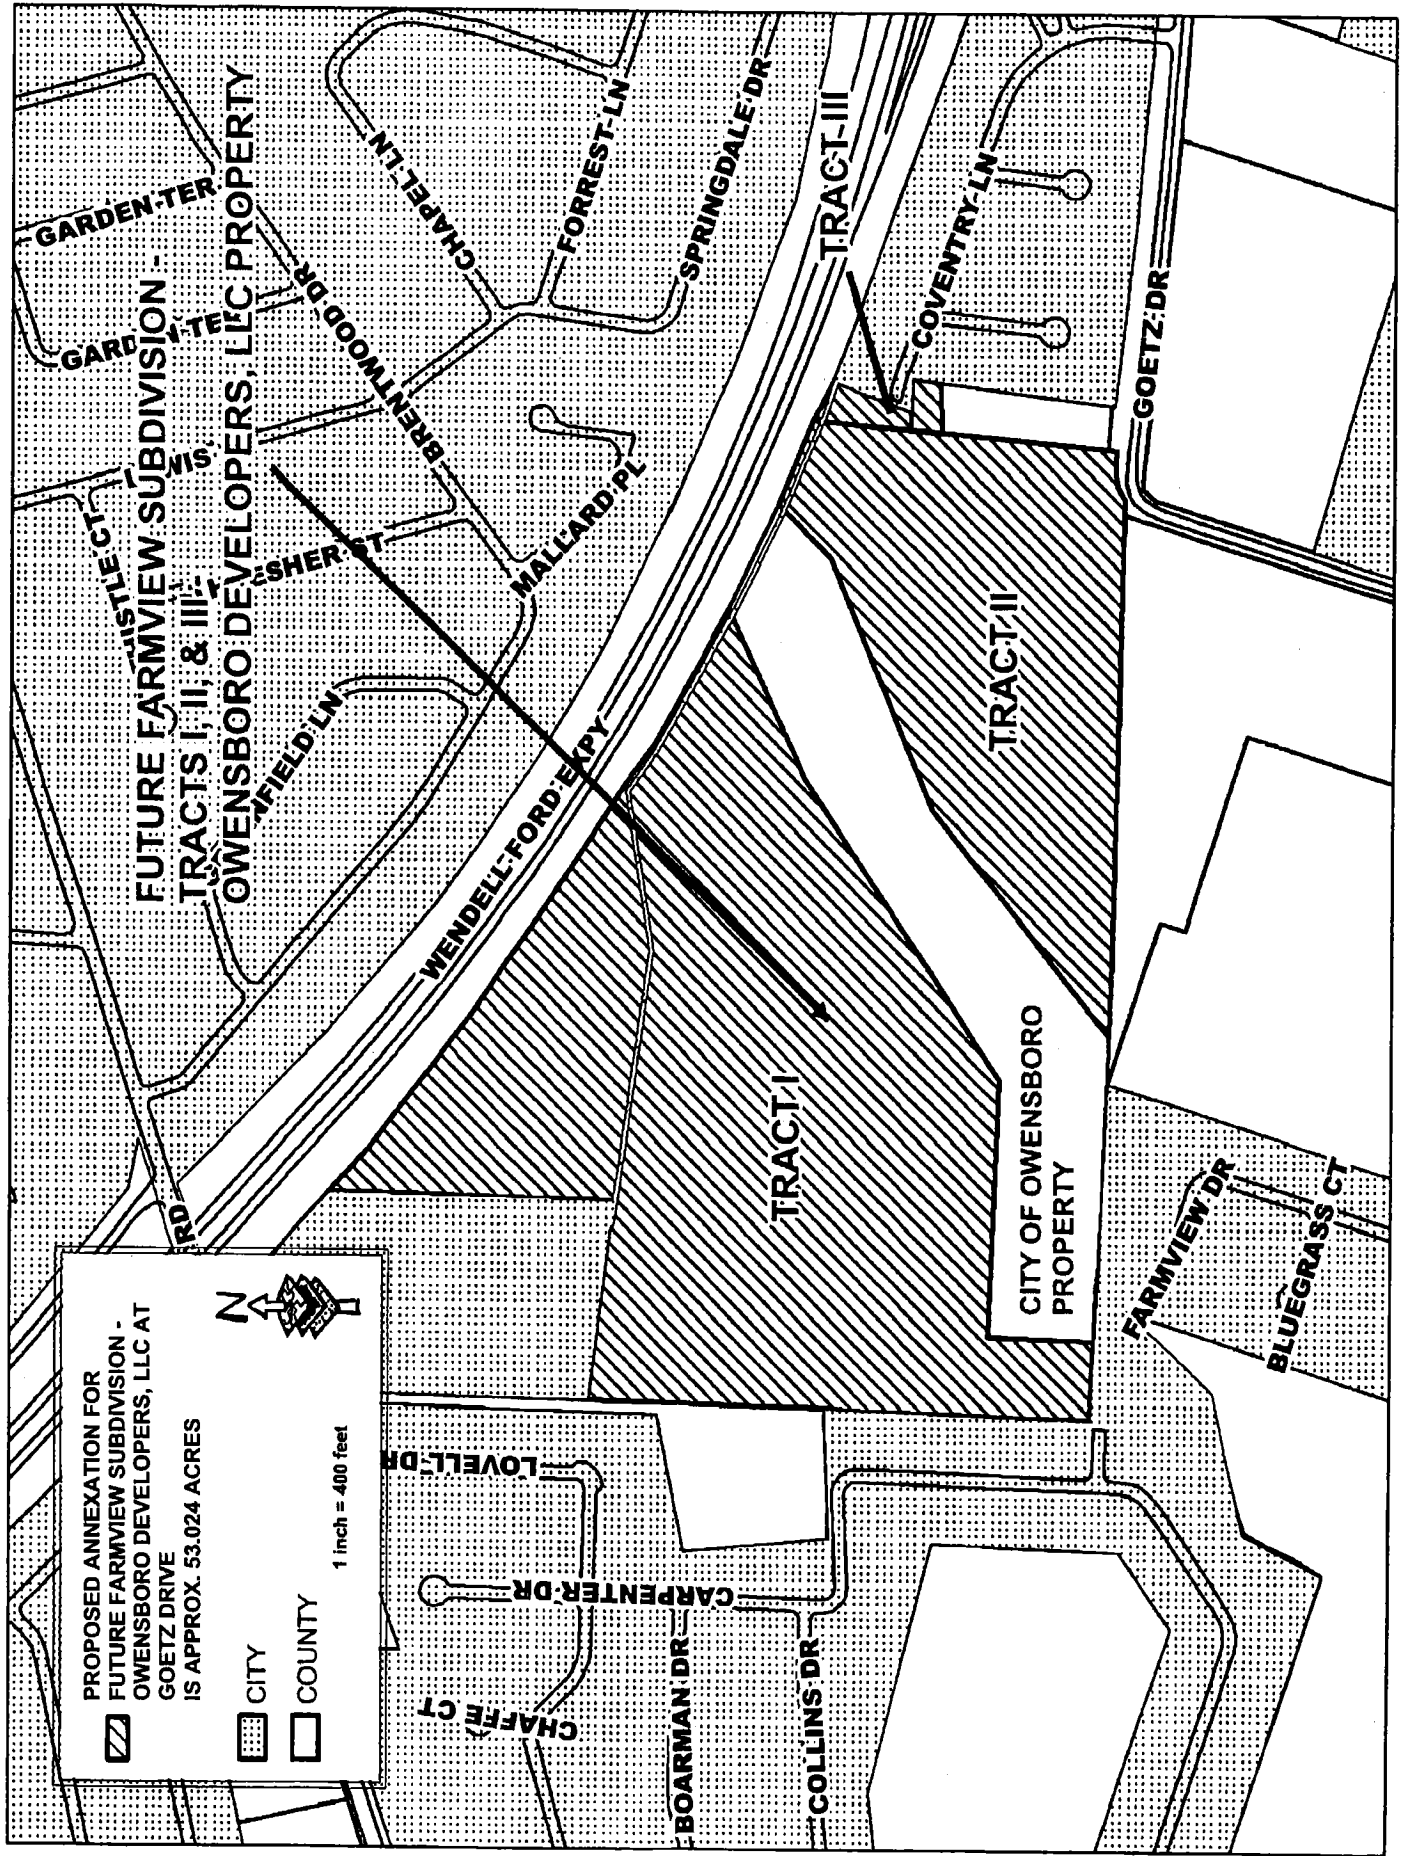 PROPOSED ANNEXATION FOR
FUTURE FARMVIEW SUBDIVISION -
OWENSBORO DEVELOPERS, LLC AT
GOETZ DRIVE
IS APPROX. 53.024 ACRES
CITY
COUNTY
1 inch = 400 feet
N
FUTURE FARMVIEW SUBDIVISION -
TRACTS I, II, & III -
OWENSBORO DEVELOPERS, LLC PROPERTY
RD
GARDEN TER
GARDEN TER
BRENTWOOD DR
CHAPEL LN
FORREST LN
SPRINGDALE DR
MALLARD PL
WENDELL FORD EXPY
TRACT III
COVENTRY LN
GOETZ DR
TRACT II
TRACT I
CITY OF OWENSBORO
PROPERTY
FARMVIEW DR
BLUEGRASS CT
LOVELL DR
CARPENTER DR
CHAFFE CT
BOARMAN DR
COLLINS DR